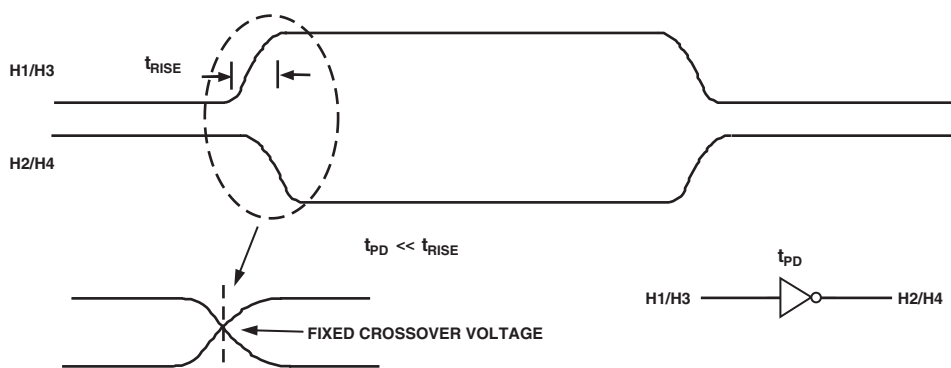 tRISE
H1/H3
H2/H4
tPD << tRISE
tPD
H1/H3
H2/H4
FIXED CROSSOVER VOLTAGE